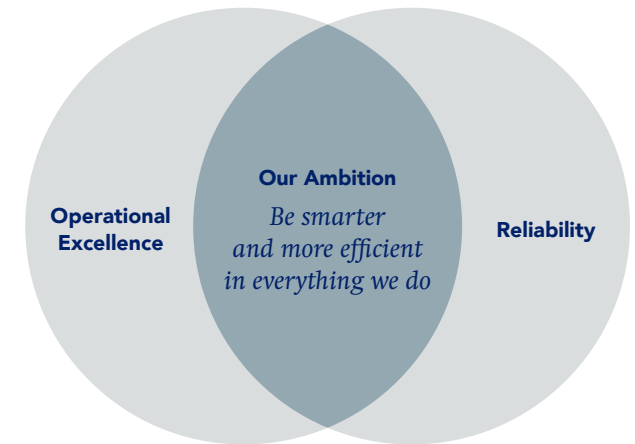 Operational
Excellence
Our Ambition
Be smarter
and more efficient
in everything we do
Reliability